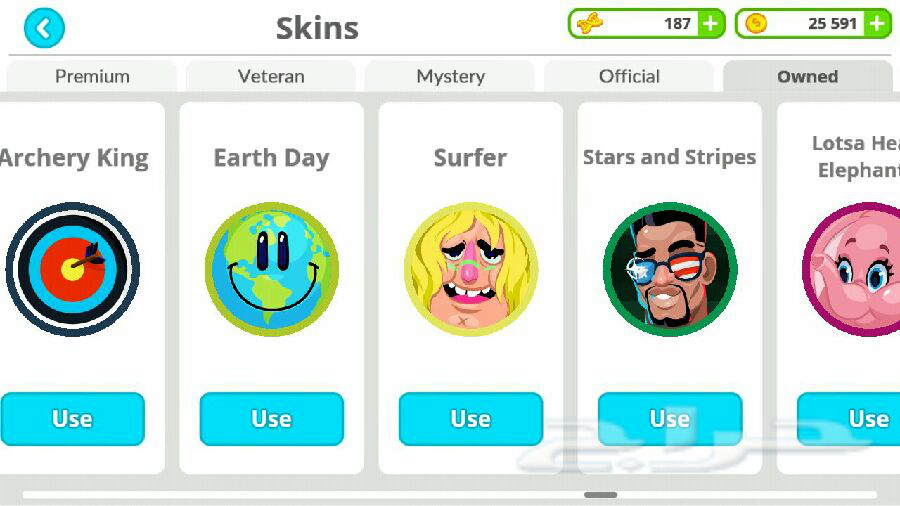 Skins
187 +
25 591 +
Premium
Veteran
Mystery
Official
Owned
Archery King
Earth Day
Surfer
Stars and Stripes
Lotsa Hea
Elephant
Use
Use
Use
Use
Use
حراج